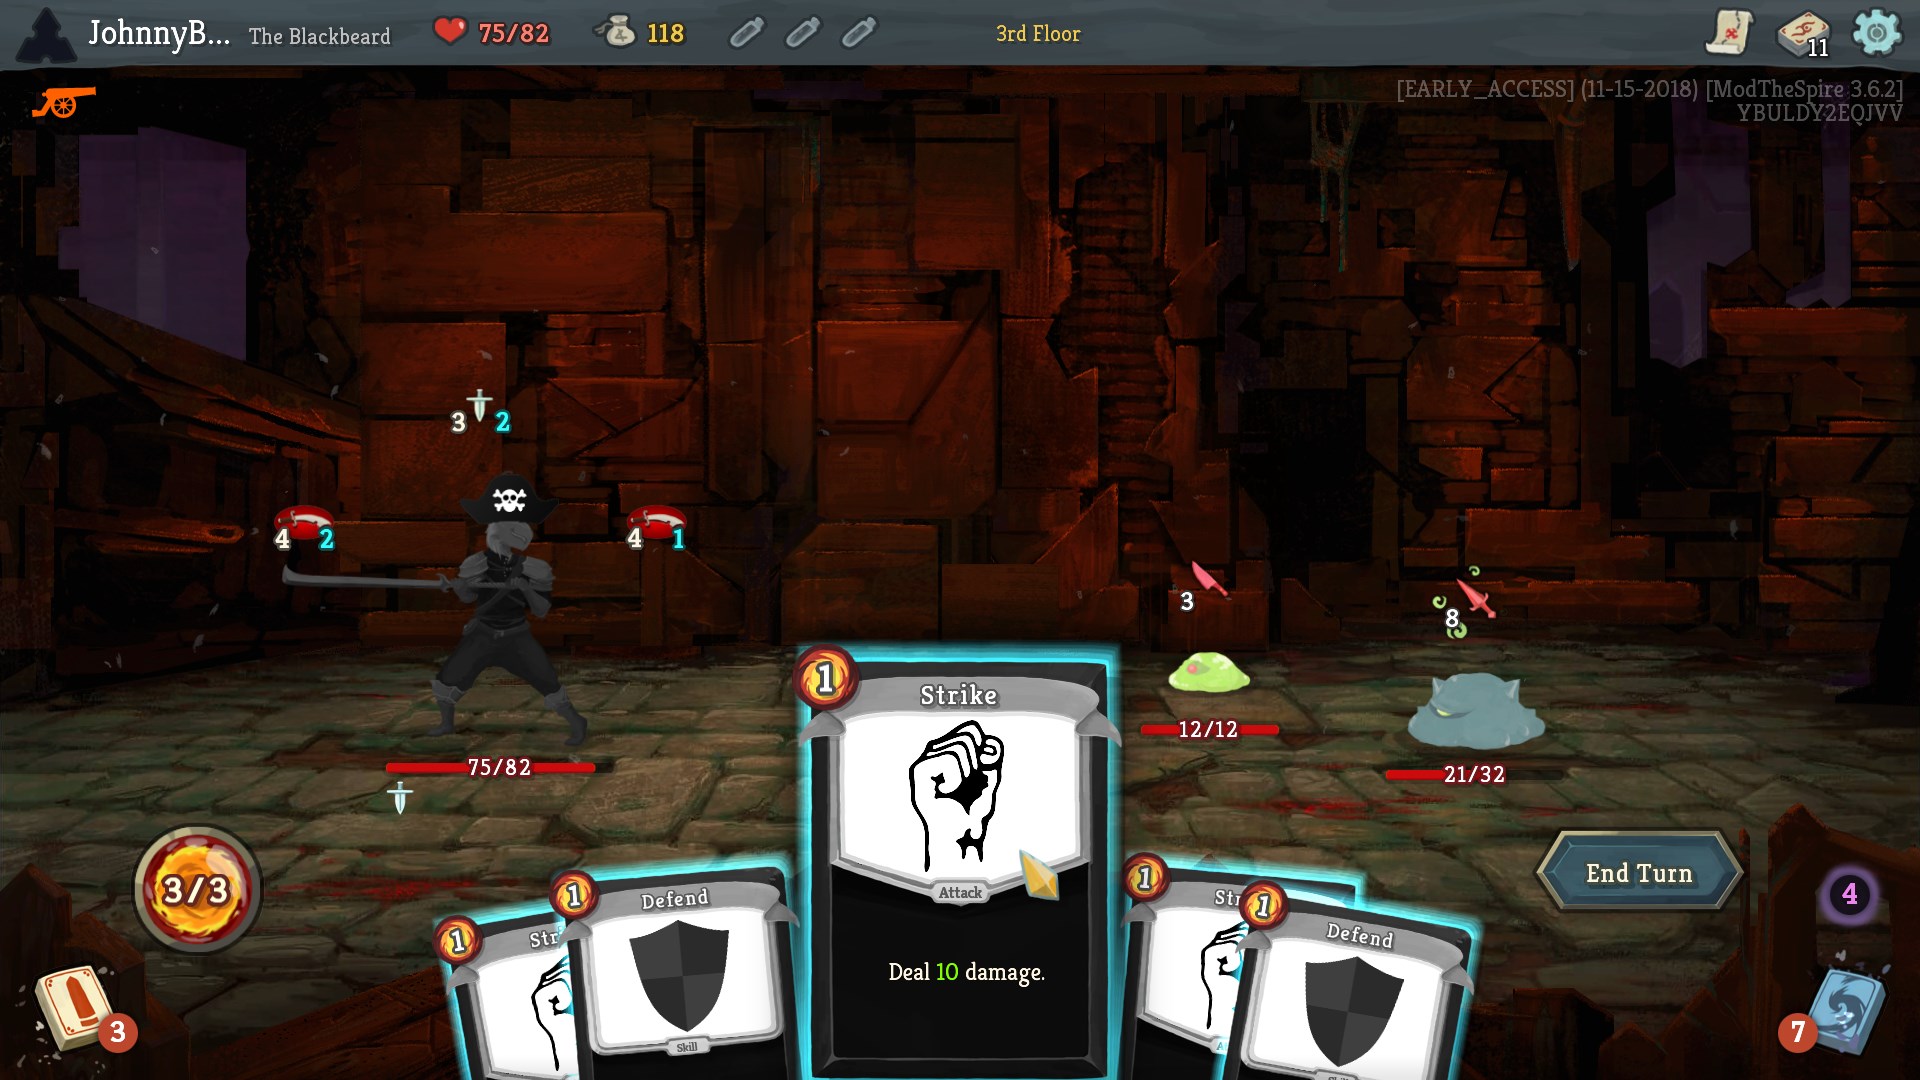 JohnnyB... The Blackbeard 75/82 118 3rd Floor 11
[EARLY_ACCESS] (11-15-2018) [ModTheSpire 3.6.2]
YBULDY2EQJVV
3 2
4 2
4 1
3
8
12/12
75/82
21/32
3/3
1 Str
1 Defend
Skill
1 Strike
Attack
Deal 10 damage.
1 Str
1 Defend
End Turn
4
3
7